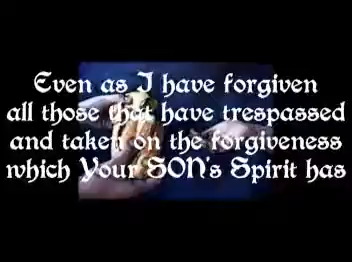 Even as I have forgiven
all those that have trespassed
and taken on the forgiveness
which Your SON's Spirit has